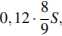 0,12 · 8/9 S,